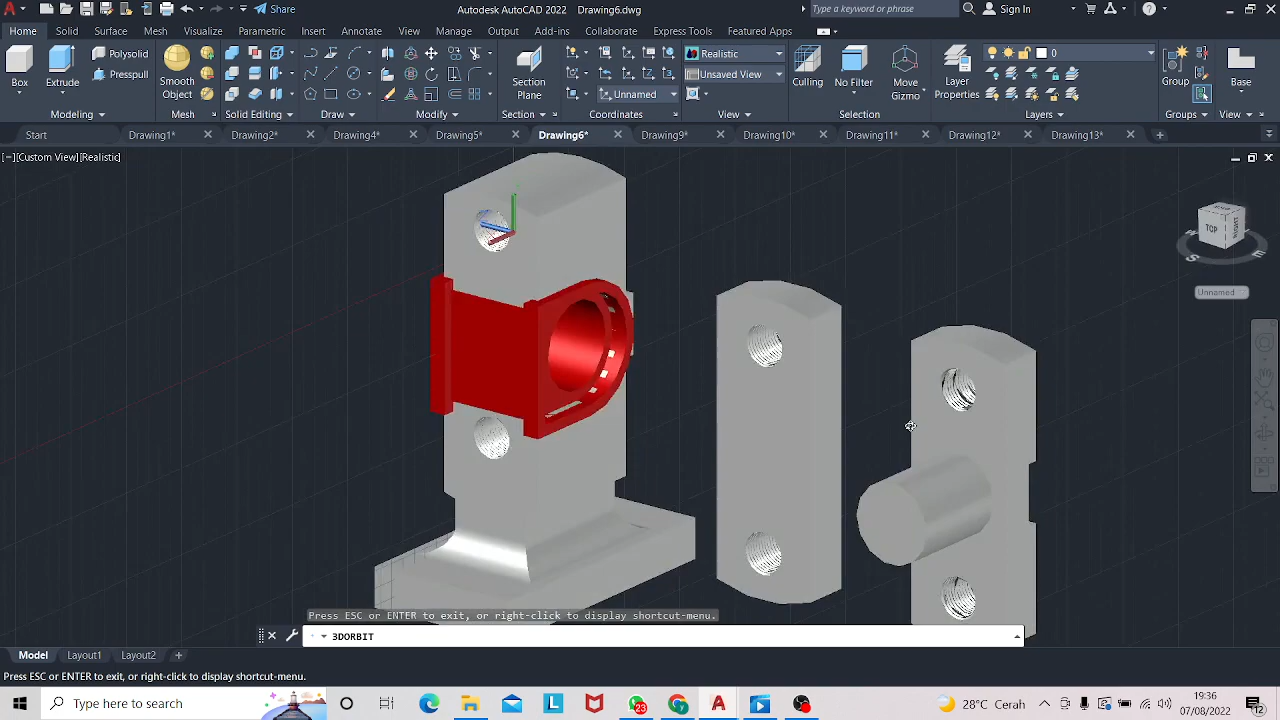 Share
Autodesk AutoCAD 2022 Drawing6.dwg
Type a keyword or phrase
Sign In
Home Solid Surface Mesh Visualize Parametric Insert Annotate View Manage Output Add-ins Collaborate Express Tools Featured Apps
Box
Extrude
Polysolid
Presspull
Smooth
Object
Section
Plane
Realistic
Unsaved View
Unnamed
Culling
No Filter
Move
Gizmo
Layer
Properties
0
Group
Base
Modeling Mesh Solid Editing Draw Modify Section Coordinates View Selection Layers Groups View
Start Drawing1* Drawing2* Drawing4* Drawing5* Drawing6* Drawing9* Drawing10* Drawing11* Drawing12* Drawing13*
[−][Custom View][Realistic]
TOP
RIGHT
S
E
Unnamed
Press ESC or ENTER to exit, or right-click to display shortcut-menu.
3DORBIT
Model Layout1 Layout2
Press ESC or ENTER to exit, or right-click to display shortcut-menu.
Type here to search
L
23
A
28°C Cerah
19:36
07/08/2022
12